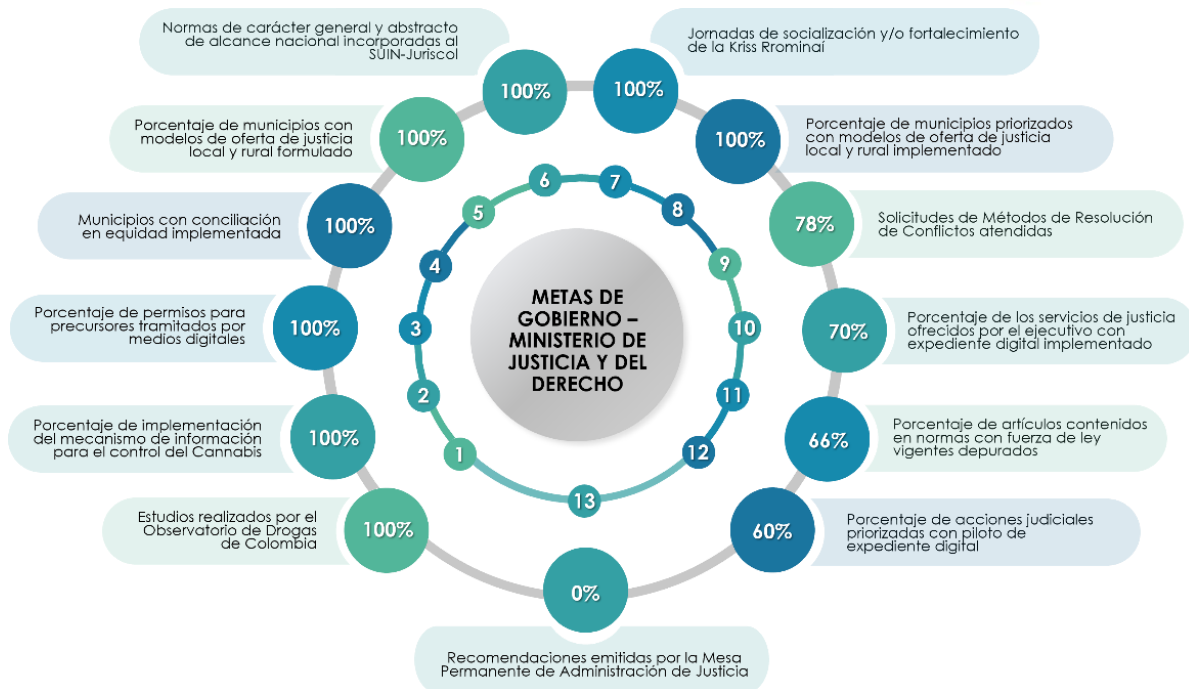 Normas de carácter general y abstracto
de alcance nacional incorporadas al
SUIN-Juriscol
100%
Jornadas de socialización y/o fortalecimiento
de la Kriss Rrominaí
100%
Porcentaje de municipios con
modelos de oferta de justicia
local y rural formulado
100%
Porcentaje de municipios priorizados
con modelos de oferta de justicia
local y rural implementado
100%
Municipios con conciliación
en equidad implementada
100%
Solicitudes de Métodos de Resolución
de Conflictos atendidas
78%
Porcentaje de permisos para
precursores tramitados por
medios digitales
100%
Porcentaje de los servicios de justicia
ofrecidos por el ejecutivo con
expediente digital implementado
70%
Porcentaje de implementación
del mecanismo de información
para el control del Cannabis
100%
Porcentaje de artículos contenidos
en normas con fuerza de ley
vigentes depurados
66%
Estudios realizados por el
Observatorio de Drogas
de Colombia
100%
Porcentaje de acciones judiciales
priorizadas con piloto de
expediente digital
60%
0%
Recomendaciones emitidas por la Mesa
Permanente de Administración de Justicia
1
2
3
4
5
6
7
8
9
10
11
12
13
METAS DE
GOBIERNO –
MINISTERIO DE
JUSTICIA Y DEL
DERECHO